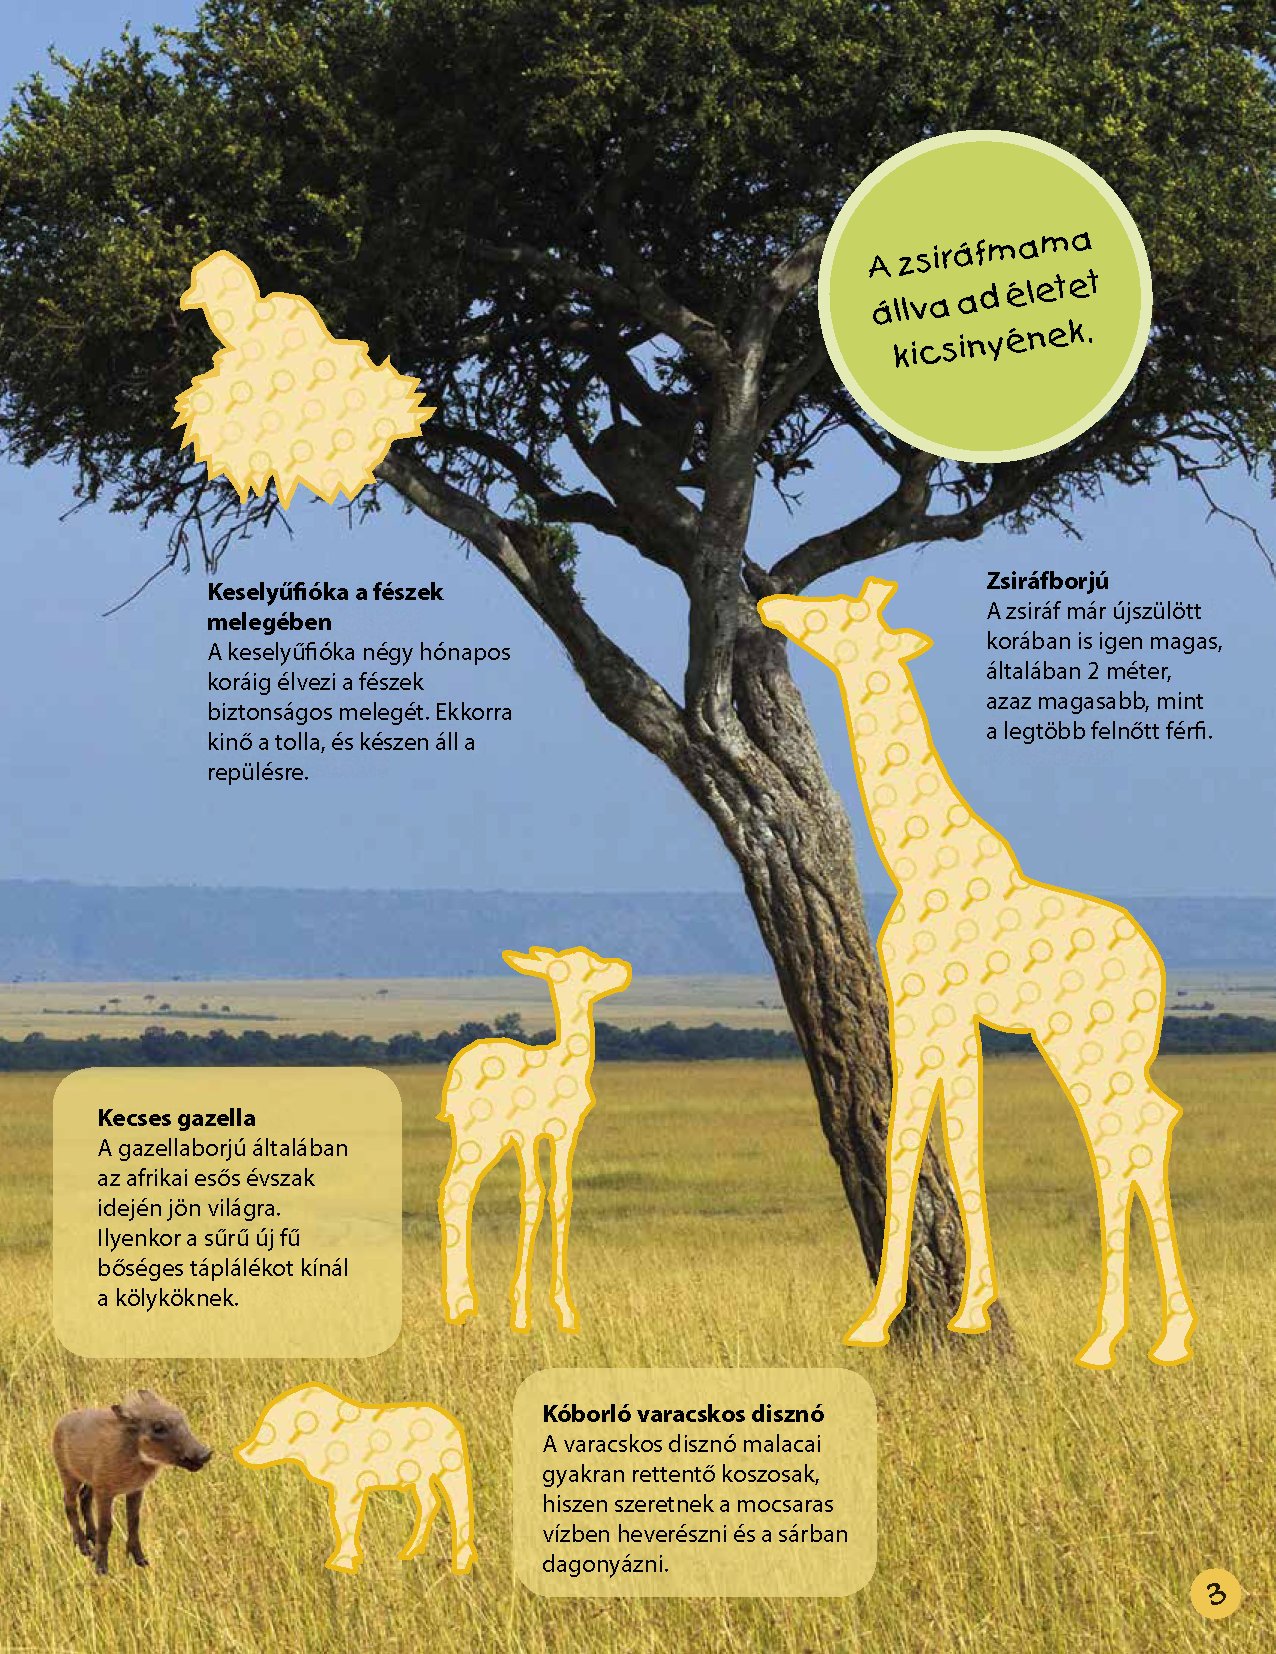 A zsiráfmama
állva ad életet
kicsinyének.
Keselyűfióka a fészek
melegében
A keselyűfióka négy hónapos
koráig élvezi a fészek
biztonságos melegét. Ekkorra
kinő a tolla, és készen áll a
repülésre.
Zsiráfborjú
A zsiráf már újszülött
korában is igen magas,
általában 2 méter,
azaz magasabb, mint
a legtöbb felnőtt férfi.
Kecses gazella
A gazellaborjú általában
az afrikai esős évszak
idején jön világra.
Ilyenkor a sűrű új fű
bőséges táplálékot kínál
a kölyköknek.
Kóborló varacskos disznó
A varacskos disznó malacai
gyakran rettentő koszosak,
hiszen szeretnek a mocsaras
vízben heverészni és a sárban
dagonyázni.
3